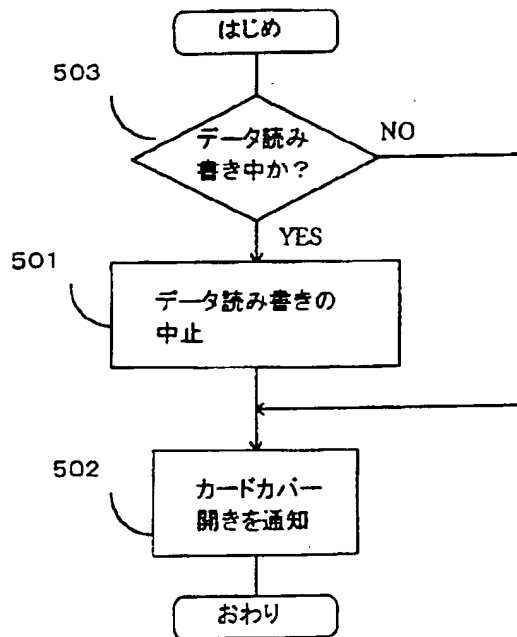 はじめ
503
データ読み
書き中か?
NO
YES
501
データ読み書きの
中止
502
カードカバー
開きを通知
おわり